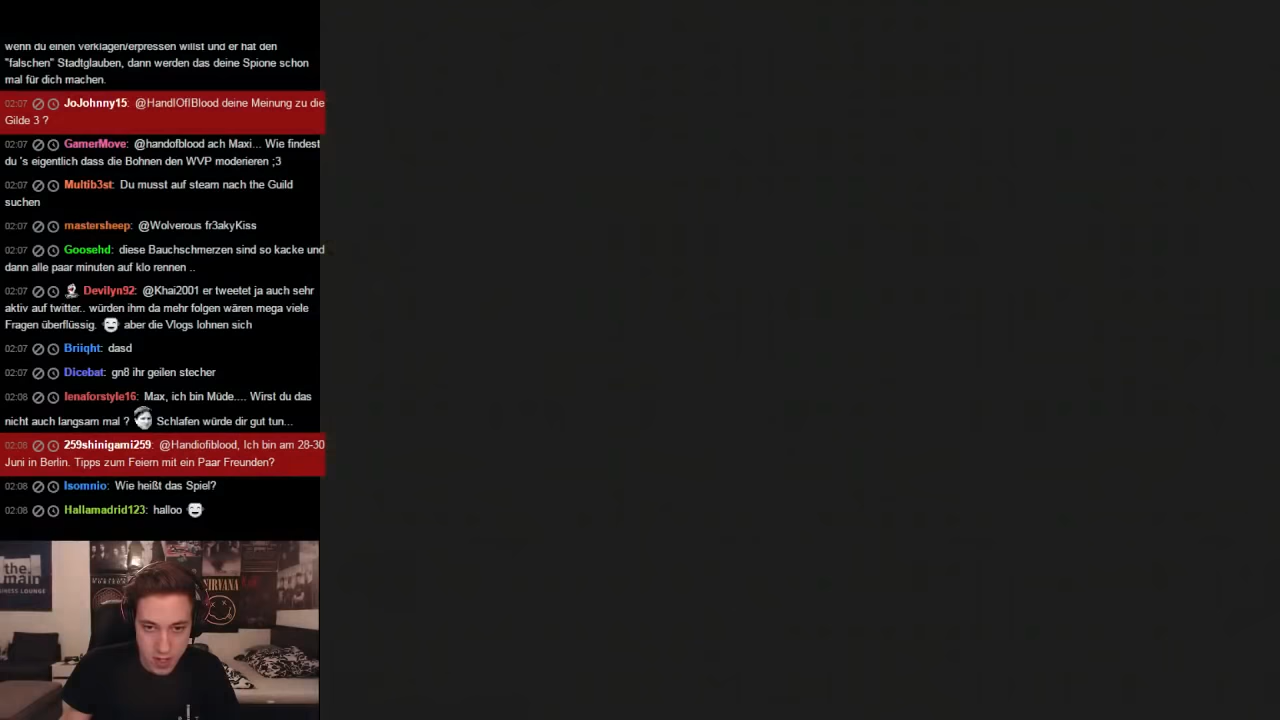 wenn du einen verklagen/erpressen willst und er hat den
"falschen" Stadtglauben, dann werden das deine Spione schon
mal für dich machen.
02:07 JoJohnny15: @HandIOfIBlood deine Meinung zu die
Gilde 3 ?
02:07 GamerMove: @handofblood ach Maxi... Wie findest
du 's eigentlich dass die Bohnen den WVP moderieren ;3
02:07 Multib3st: Du musst auf steam nach the Guild
suchen
02:07 mastersheep: @Wolverous fr3akyKiss
02:07 Goosehd: diese Bauchschmerzen sind so kacke und
dann alle paar minuten auf klo rennen ..
02:07 Devilyn92: @Khai2001 er tweetet ja auch sehr
aktiv auf twitter.. würden ihm da mehr folgen wären mega viele
Fragen überflüssig. aber die Vlogs lohnen sich
02:07 Briiqht: dasd
02:07 Dicebat: gn8 ihr geilen stecher
02:08 lenaforstyle16: Max, ich bin Müde.... Wirst du das
nicht auch langsam mal ? Schlafen würde dir gut tun...
02:08 259shinigami259: @Handiofiblood, Ich bin am 28-30
Juni in Berlin. Tipps zum Feiern mit ein Paar Freunden?
02:08 Isomnio: Wie heißt das Spiel?
02:08 Hallamadrid123: halloo
the.
main
NESS LOUNGE
NIRVANA